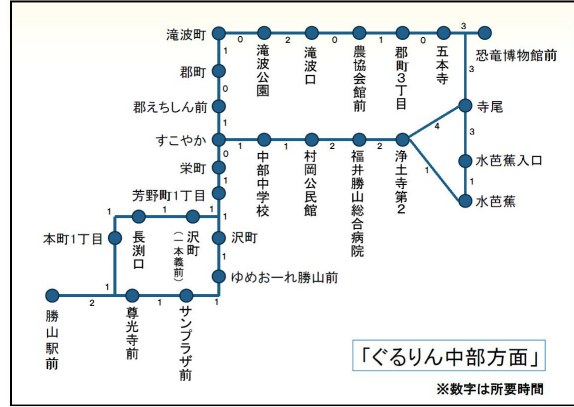 滝波町
1
0
滝波公園
2
滝波口
0
農協会館前
1
郡町3丁目
0
五本寺
3
恐竜博物館前
3
郡町
0
郡えちしん前
1
寺尾
4
3
すこやか
1
中部中学校
1
村岡公民館
2
福井勝山総合病院
2
浄土寺第2
水芭蕉入口
1
1
水芭蕉
0
栄町
1
芳野町1丁目
1
1
1
1
本町1丁目
長渕口
沢町
(一本義前)
沢町
1
ゆめおーれ勝山前
1
勝山駅前
2
尊光寺前
1
サンプラザ前
1
「ぐるりん中部方面」
※数字は所要時間